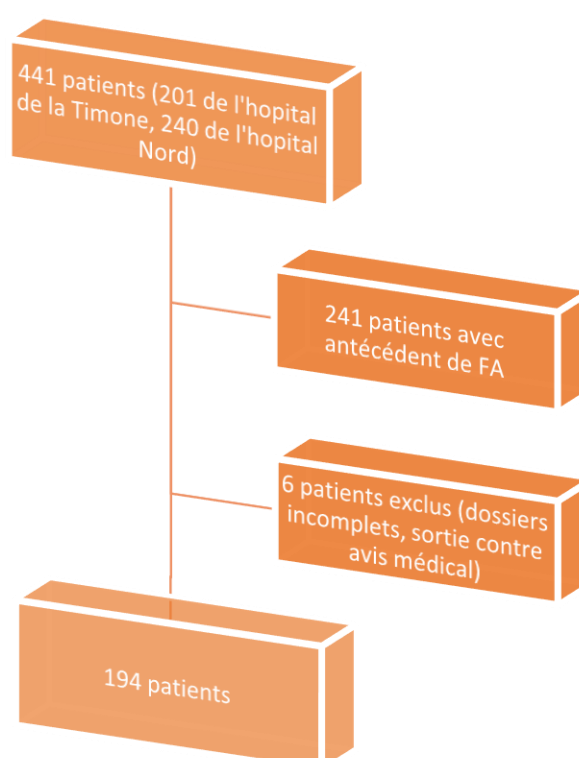 441 patients (201 de l'hopital
de la Timone, 240 de l'hopital
Nord)
241 patients avec
antécédent de FA
6 patients exclus (dossiers
incomplets, sortie contre
avis médical)
194 patients